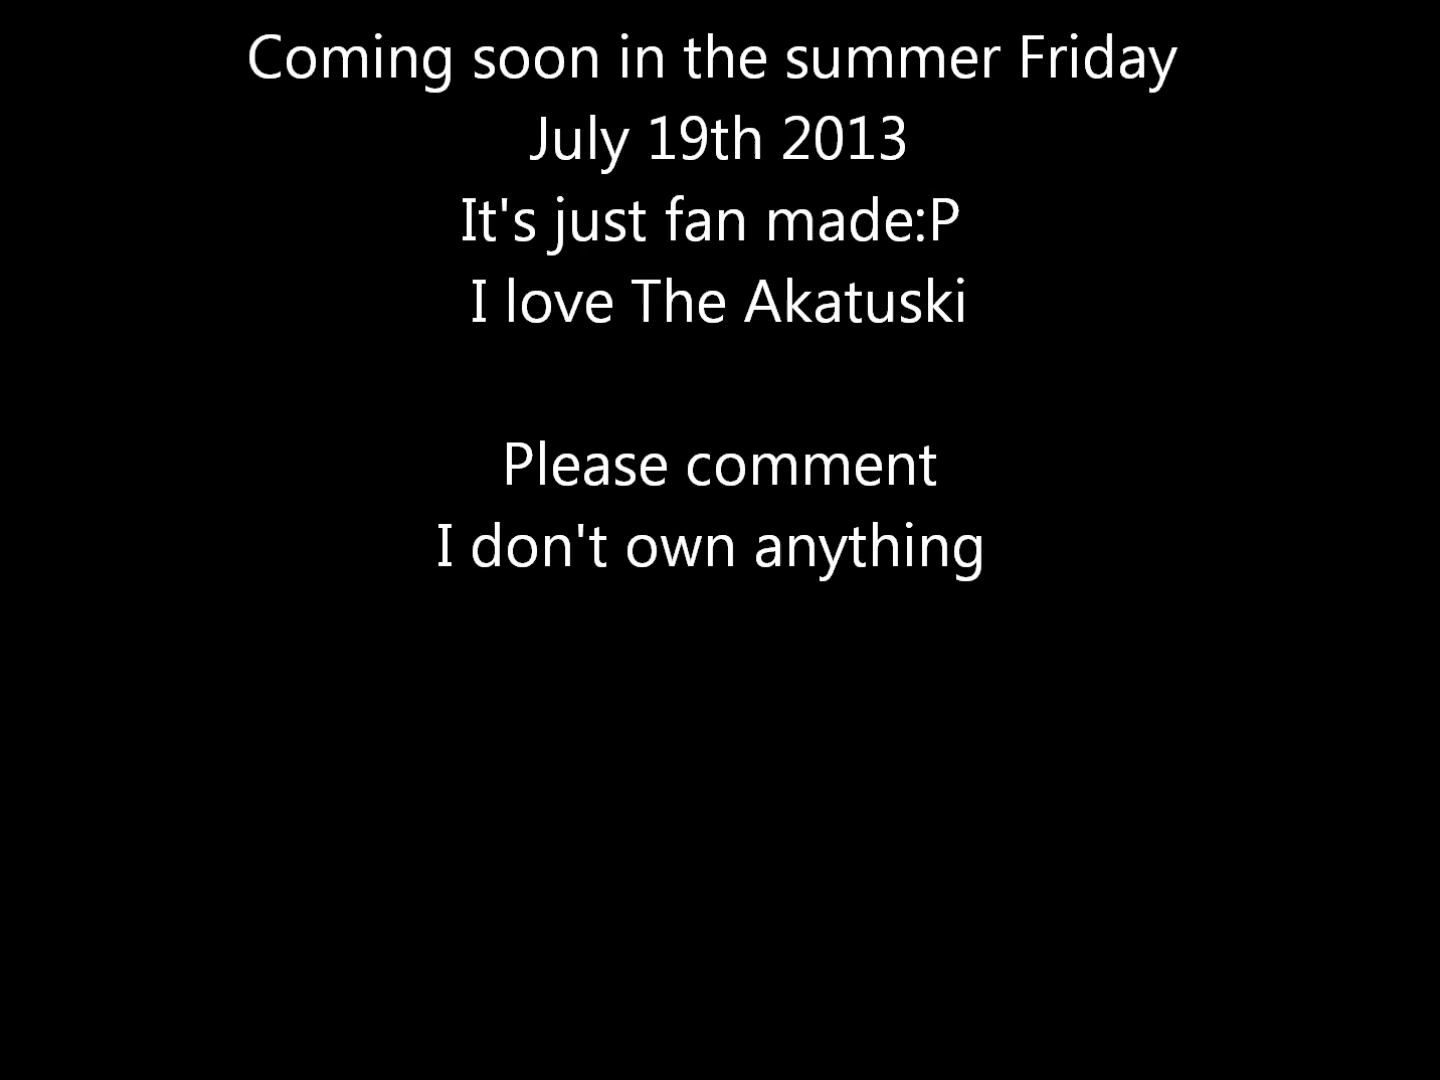 Coming soon in the summer Friday
July 19th 2013
It's just fan made:P
I love The Akatuski
Please comment
I don't own anything